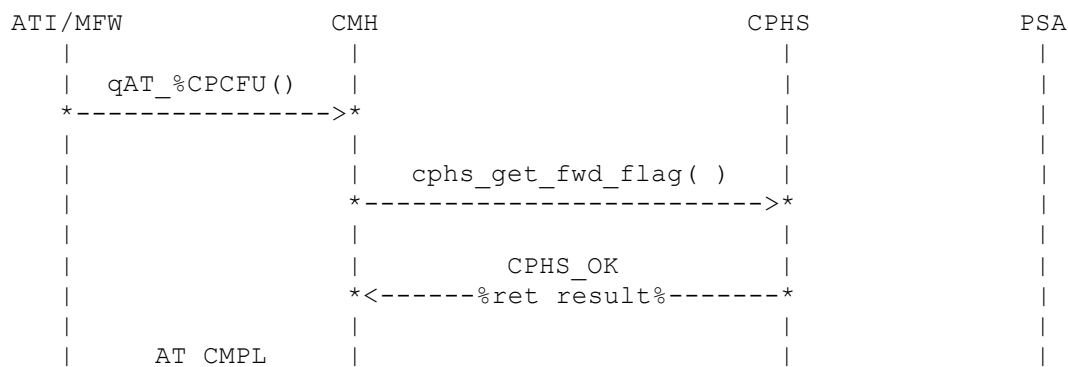 ATI/MFW CMH CPHS PSA
| | | |
| qAT_%CPCFU() | | |
*---------------->* | |
| | | |
| | cphs_get_fwd_flag( ) | |
| *------------------------->* |
| | | |
| | CPHS_OK | |
| *<------%ret result%-------* |
| | | |
| AT CMPL | | |